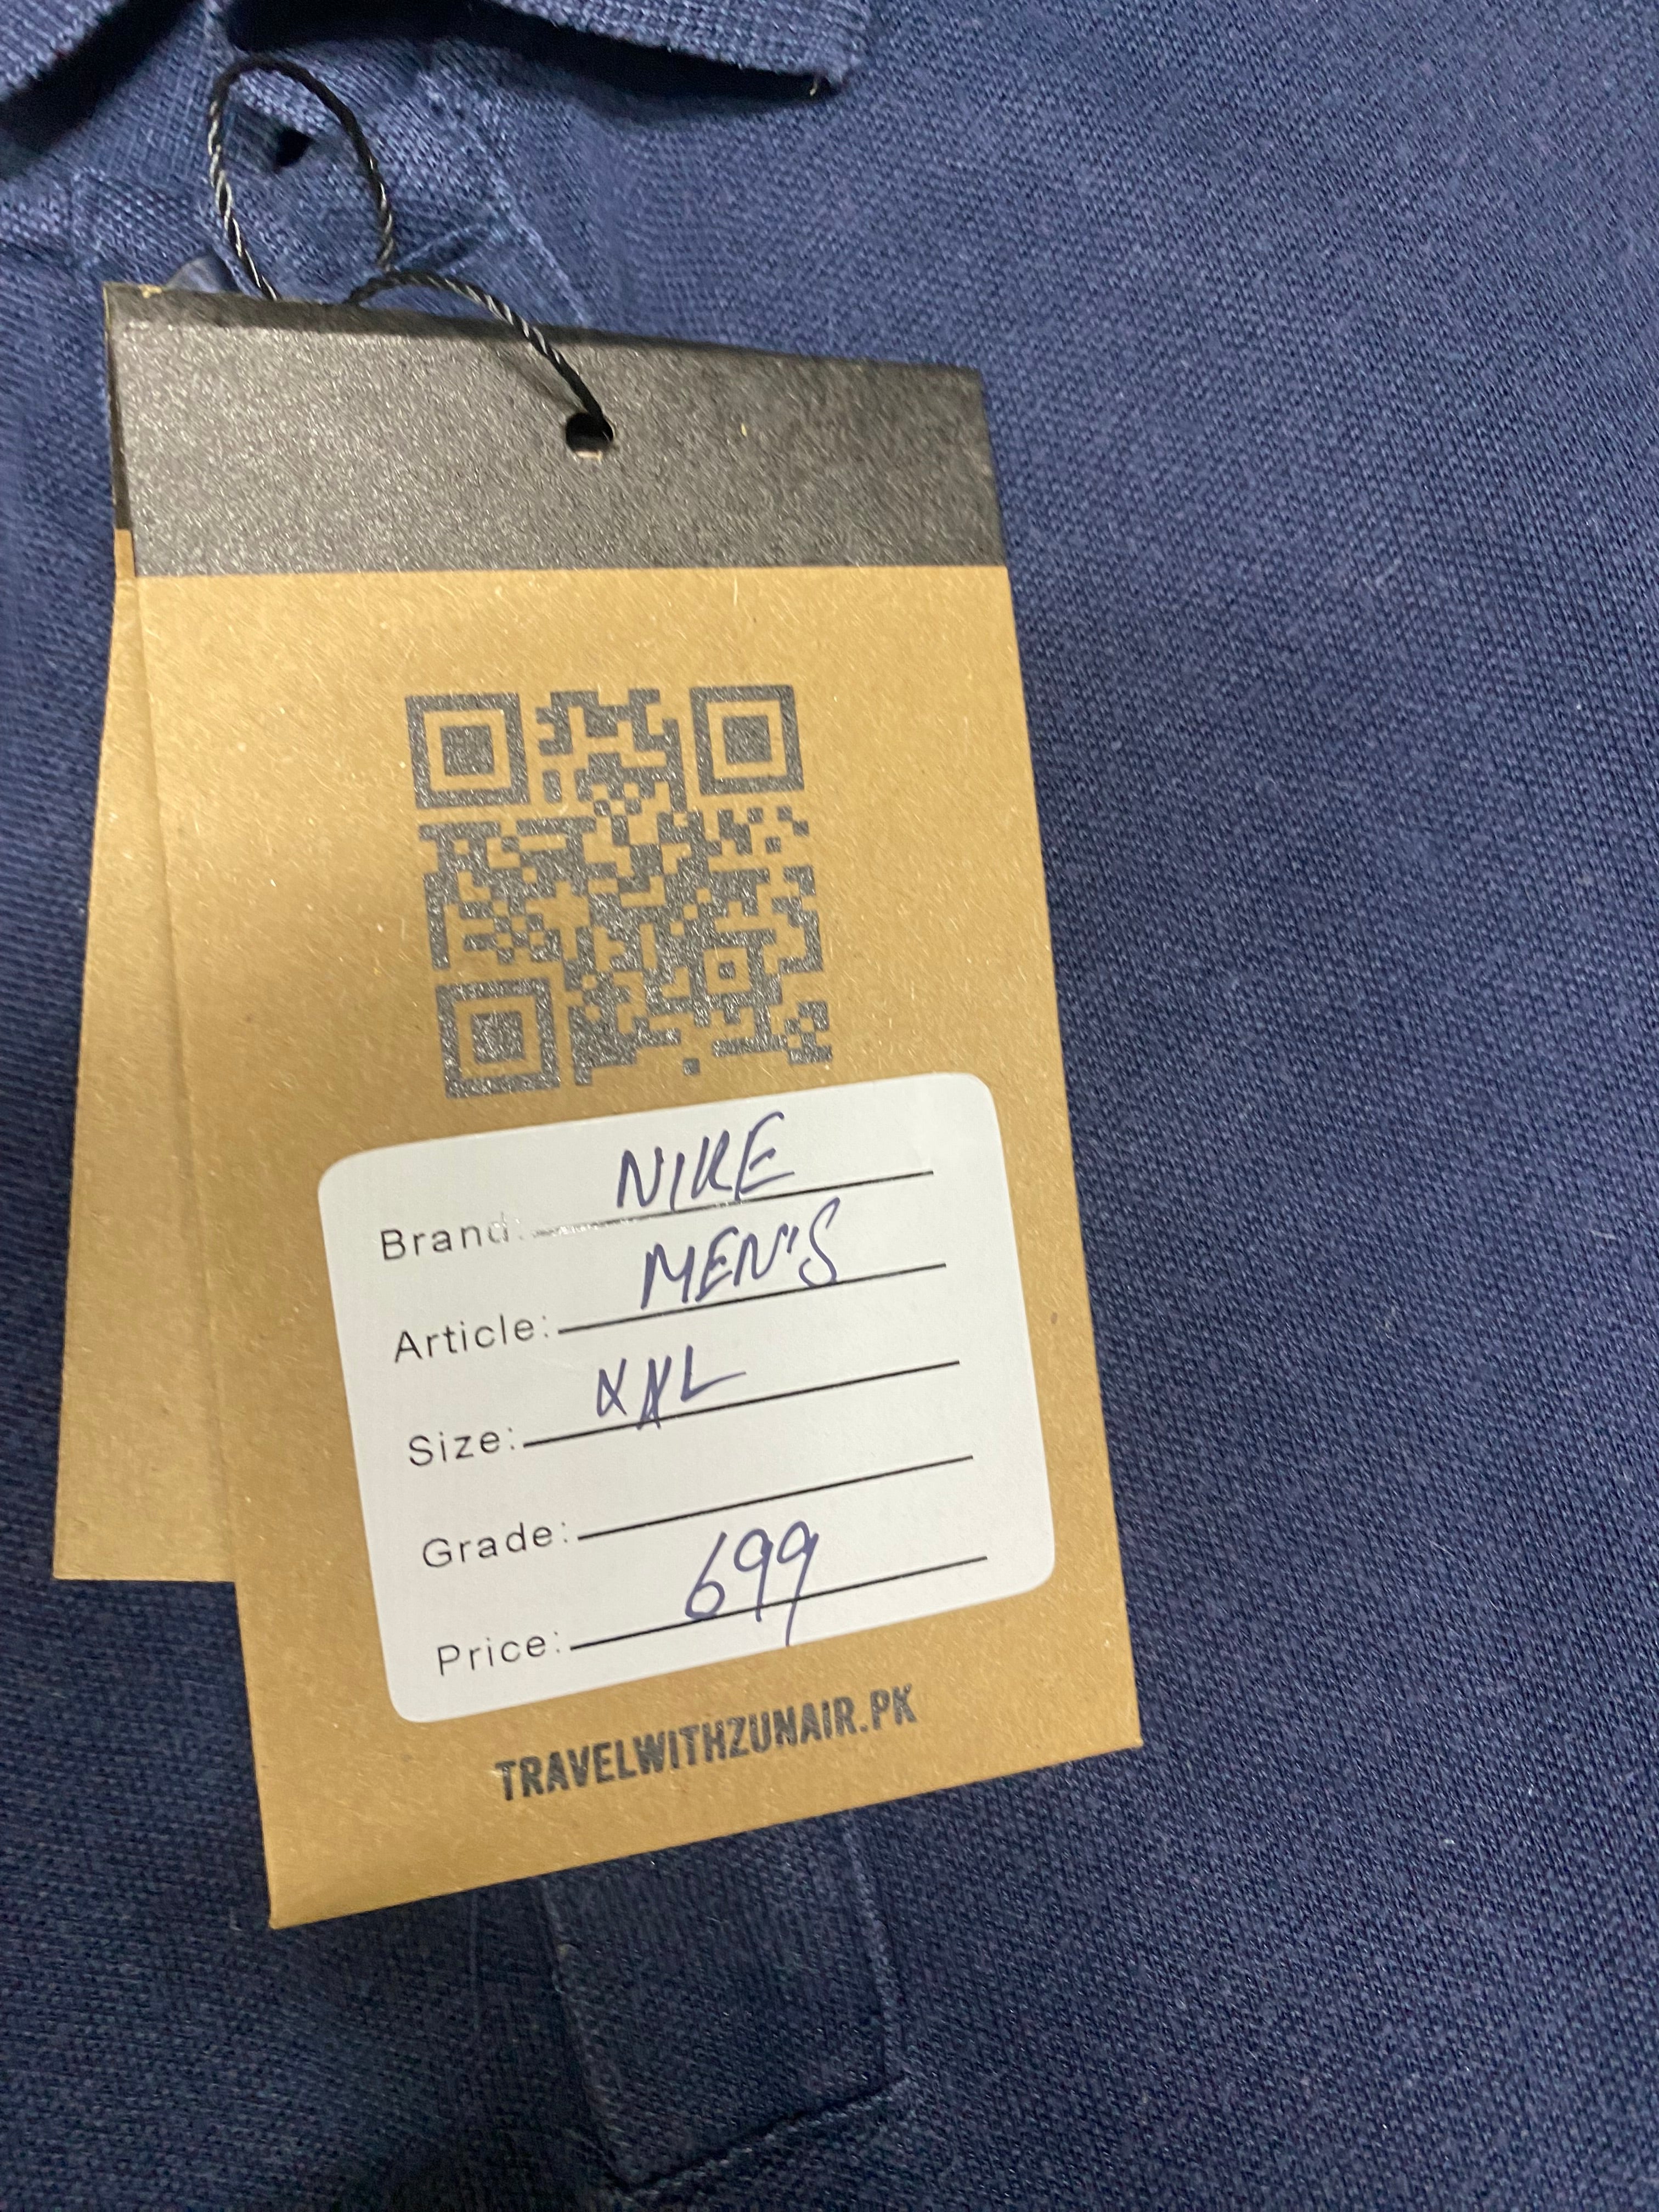 Brand: NIKE
Article: MEN'S
Size: XXL
Grade:
Price: 699
TRAVELWITHZUNAIR.PK